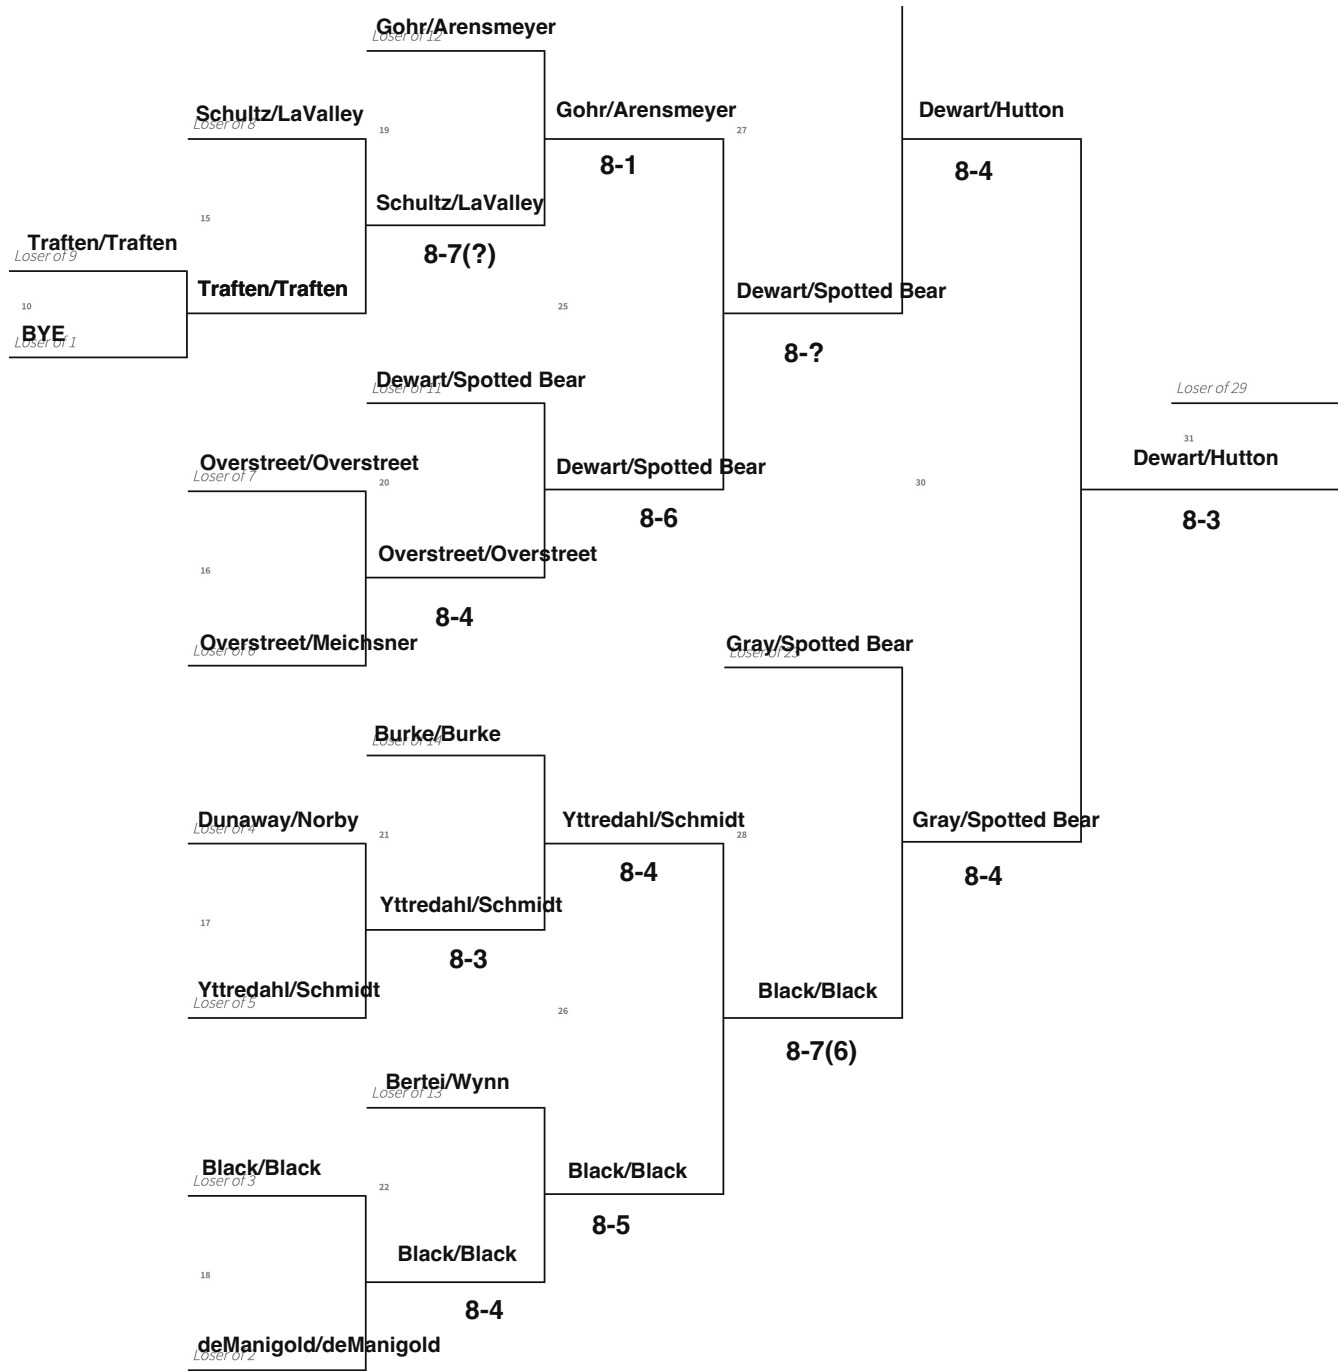 Gohr/Arensmeyer
Loser of 12
Schultz/LaValley
Loser of 8
19
Gohr/Arensmeyer
8-1
27
Dewart/Hutton
8-4
Schultz/LaValley
8-7(?)
15
Traften/Traften
Loser of 9
10
BYE
Loser of 1
Traften/Traften
25
Dewart/Spotted Bear
8-?
Dewart/Spotted Bear
Loser of 11
Loser of 29
31
Dewart/Hutton
8-3
Overstreet/Overstreet
Loser of 7
20
Dewart/Spotted Bear
8-6
30
Overstreet/Overstreet
8-4
16
Overstreet/Meichsner
Loser of 6
Gray/Spotted Bear
Loser of 23
Burke/Burke
Loser of 14
Dunaway/Norby
Loser of 4
21
Yttredahl/Schmidt
8-4
28
Gray/Spotted Bear
8-4
Yttredahl/Schmidt
8-3
17
Yttredahl/Schmidt
Loser of 5
26
Black/Black
8-7(6)
Bertei/Wynn
Loser of 13
Black/Black
Loser of 3
22
Black/Black
8-5
Black/Black
8-4
18
deManigold/deManigold
Loser of 2